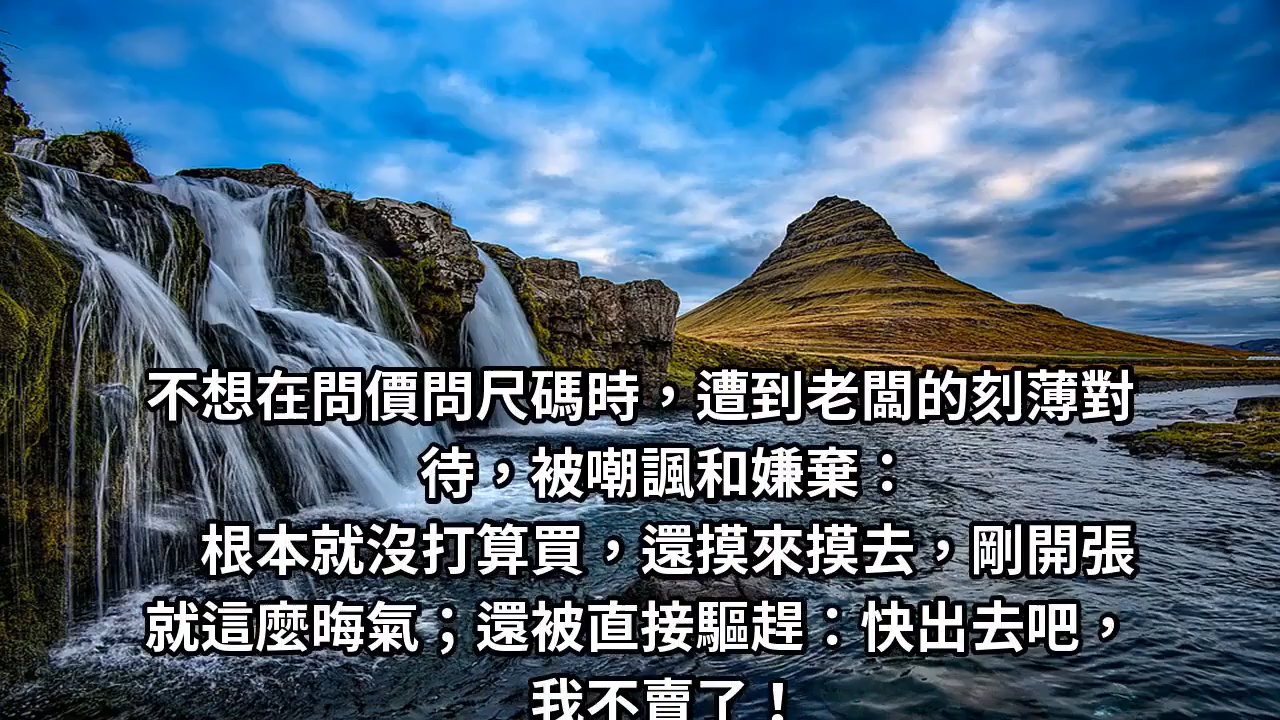 不想在問價問尺碼時，遭到老闆的刻薄對
待，被嘲諷和嫌棄：
根本就沒打算買，還摸來摸去，剛開張
就這麼晦氣；還被直接驅趕：快出去吧，
我不賣了！